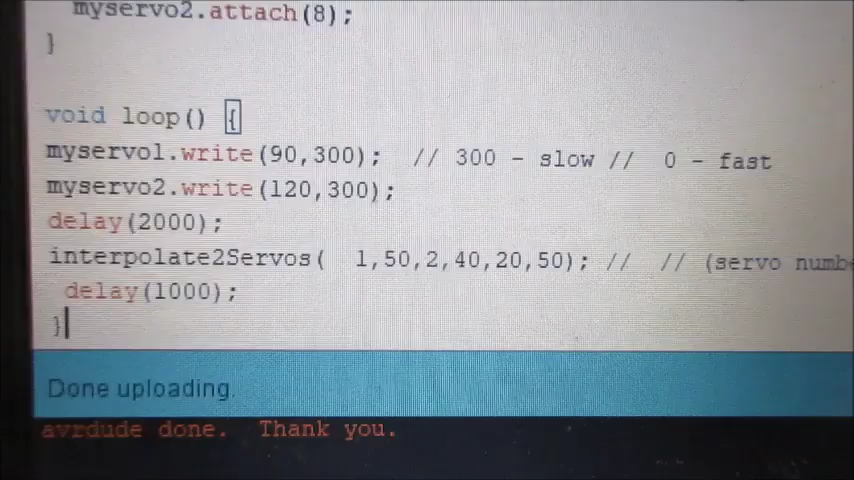 myservo2.attach(8);
}
void loop() {
myservo1.write(90,300);  // 300 - slow //  0 - fast
myservo2.write(120,300);
delay(2000);
interpolate2Servos(  1,50,2,40,20,50); //  // (servo numbe
delay(1000);
}
Done uploading.
avrdude done.  Thank you.